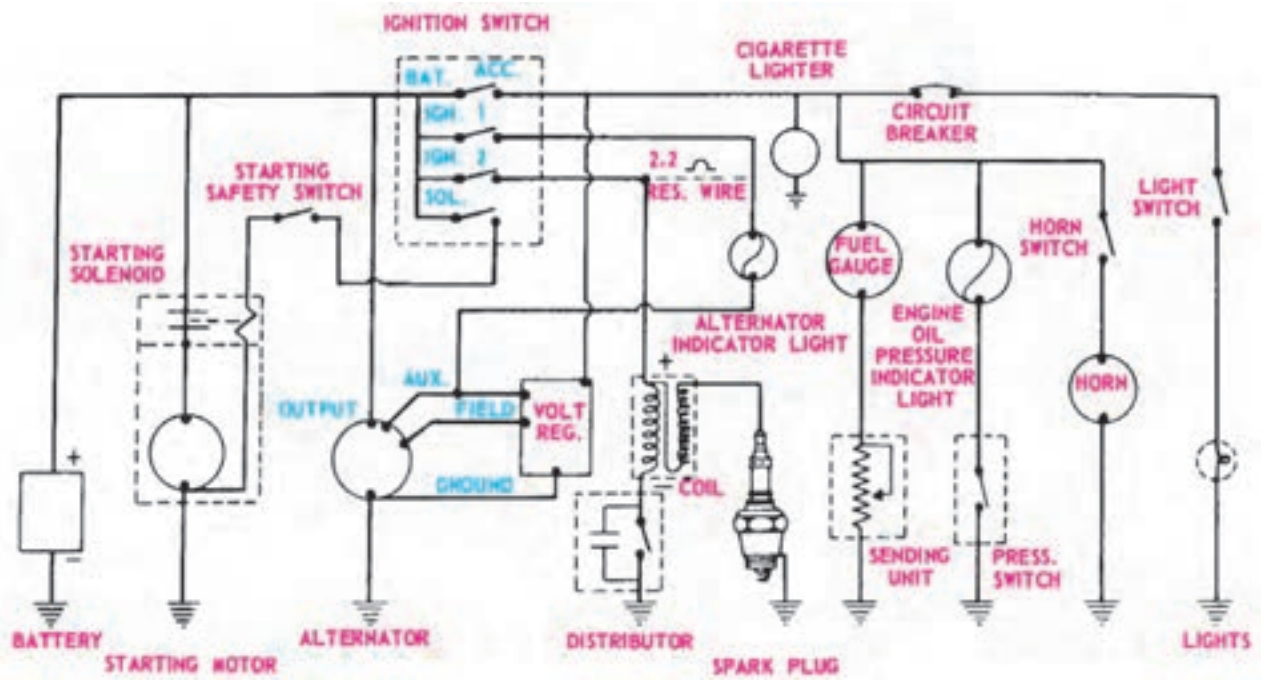 IGNITION SWITCH
CIGARETTE
LIGHTER
BAT. ACC.
IGN. 1
IGN. 2
SOL.
CIRCUIT
BREAKER
2.2
RES. WIRE
STARTING
SAFETY SWITCH
LIGHT
SWITCH
HORN
SWITCH
STARTING
SOLENOID
FUEL
GAUGE
ALTERNATOR
INDICATOR LIGHT
ENGINE
OIL
PRESSURE
INDICATOR
LIGHT
+
AUX.
OUTPUT
FIELD
VOLT
REG.
HORN
+
GROUND
COIL
-
SENDING
UNIT
PRESS.
SWITCH
BATTERY
STARTING MOTOR
ALTERNATOR
DISTRIBUTOR
SPARK PLUG
LIGHTS